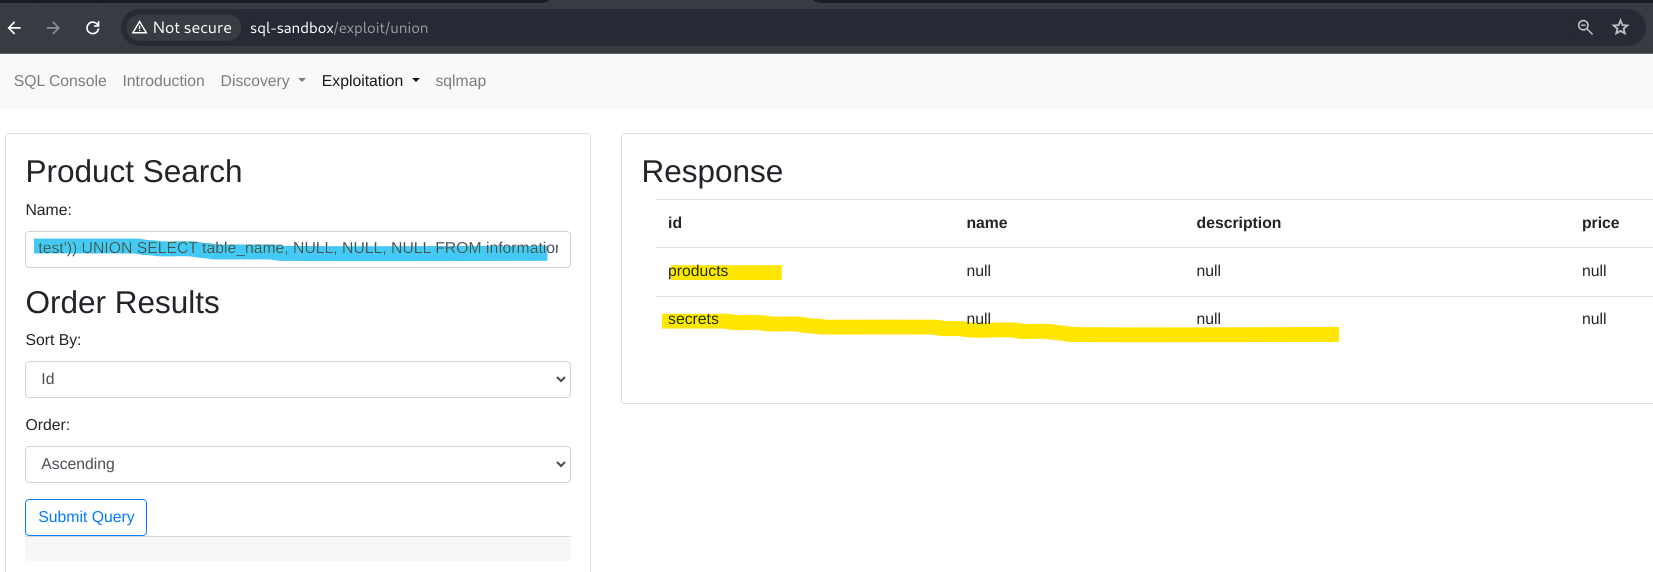 Not secure sql-sandbox/exploit/union
SQL Console Introduction Discovery Exploitation sqlmap
Product Search
Name:
test')) UNION SELECT table_name, NULL, NULL, NULL FROM information
Order Results
Sort By:
Id
Order:
Ascending
Submit Query
Response
id name description price
products null null null
secrets null null null